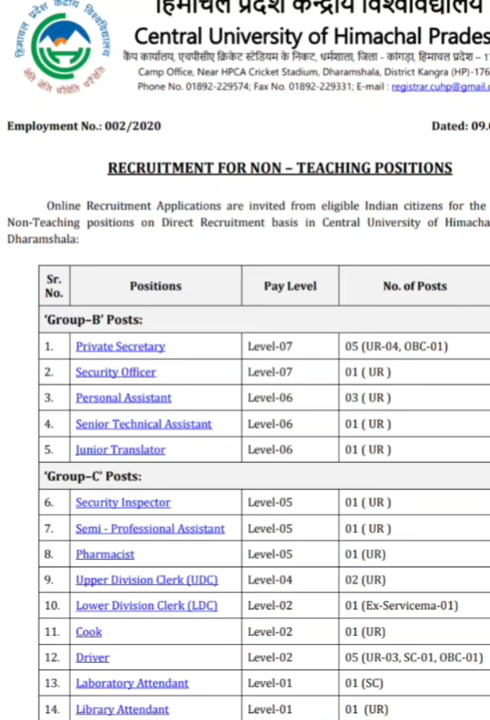 हिमाचल प्रदेश केन्द्रीय विश्वविद्यालय
Central University of Himachal Prades
कैंप कार्यालय, एचपीसीए क्रिकेट स्टेडियम के निकट, धर्मशाला, जिला - कांगड़ा, हिमाचल प्रदेश – 1
Camp Office, Near HPCA Cricket Stadium, Dharamshala, District Kangra (HP)-176
Phone No. 01892-229574; Fax No. 01892-229331; E-mail : registrar.cuhp@gmail.c
Employment No.: 002/2020 Dated: 09.0
RECRUITMENT FOR NON – TEACHING POSITIONS
Online Recruitment Applications are invited from eligible Indian citizens for the
Non-Teaching positions on Direct Recruitment basis in Central University of Himacha
Dharamshala:
Sr. No. Positions Pay Level No. of Posts
‘Group–B’ Posts:
1. Private Secretary Level-07 05 (UR-04, OBC-01)
2. Security Officer Level-07 01 ( UR )
3. Personal Assistant Level-06 03 ( UR )
4. Senior Technical Assistant Level-06 01 ( UR )
5. Junior Translator Level-06 01 ( UR )
‘Group–C’ Posts:
6. Security Inspector Level-05 01 ( UR )
7. Semi - Professional Assistant Level-05 01 ( UR )
8. Pharmacist Level-05 01 (UR)
9. Upper Division Clerk (UDC) Level-04 02 (UR)
10. Lower Division Clerk (LDC) Level-02 01 (Ex-Servicema-01)
11. Cook Level-02 01 (UR)
12. Driver Level-02 05 (UR-03, SC-01, OBC-01)
13. Laboratory Attendant Level-01 01 (SC)
14. Library Attendant Level-01 01 (UR)